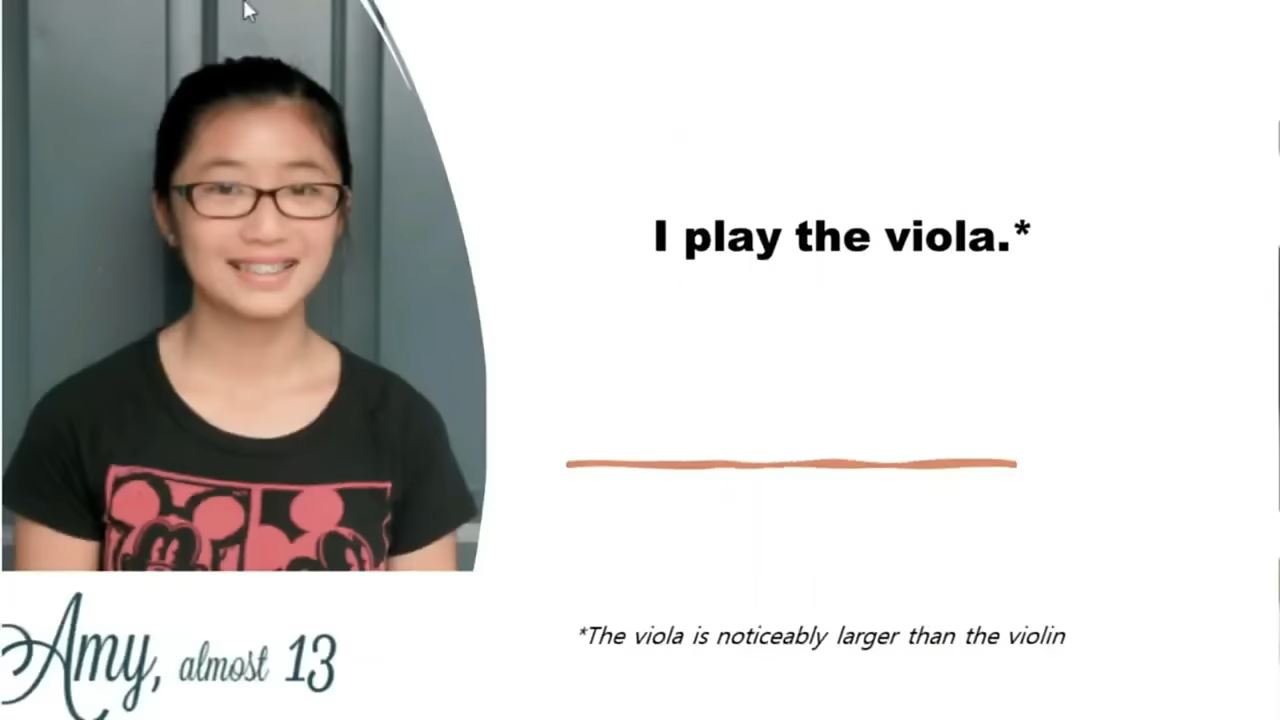 I play the viola.*
*The viola is noticeably larger than the violin
Amy, almost 13